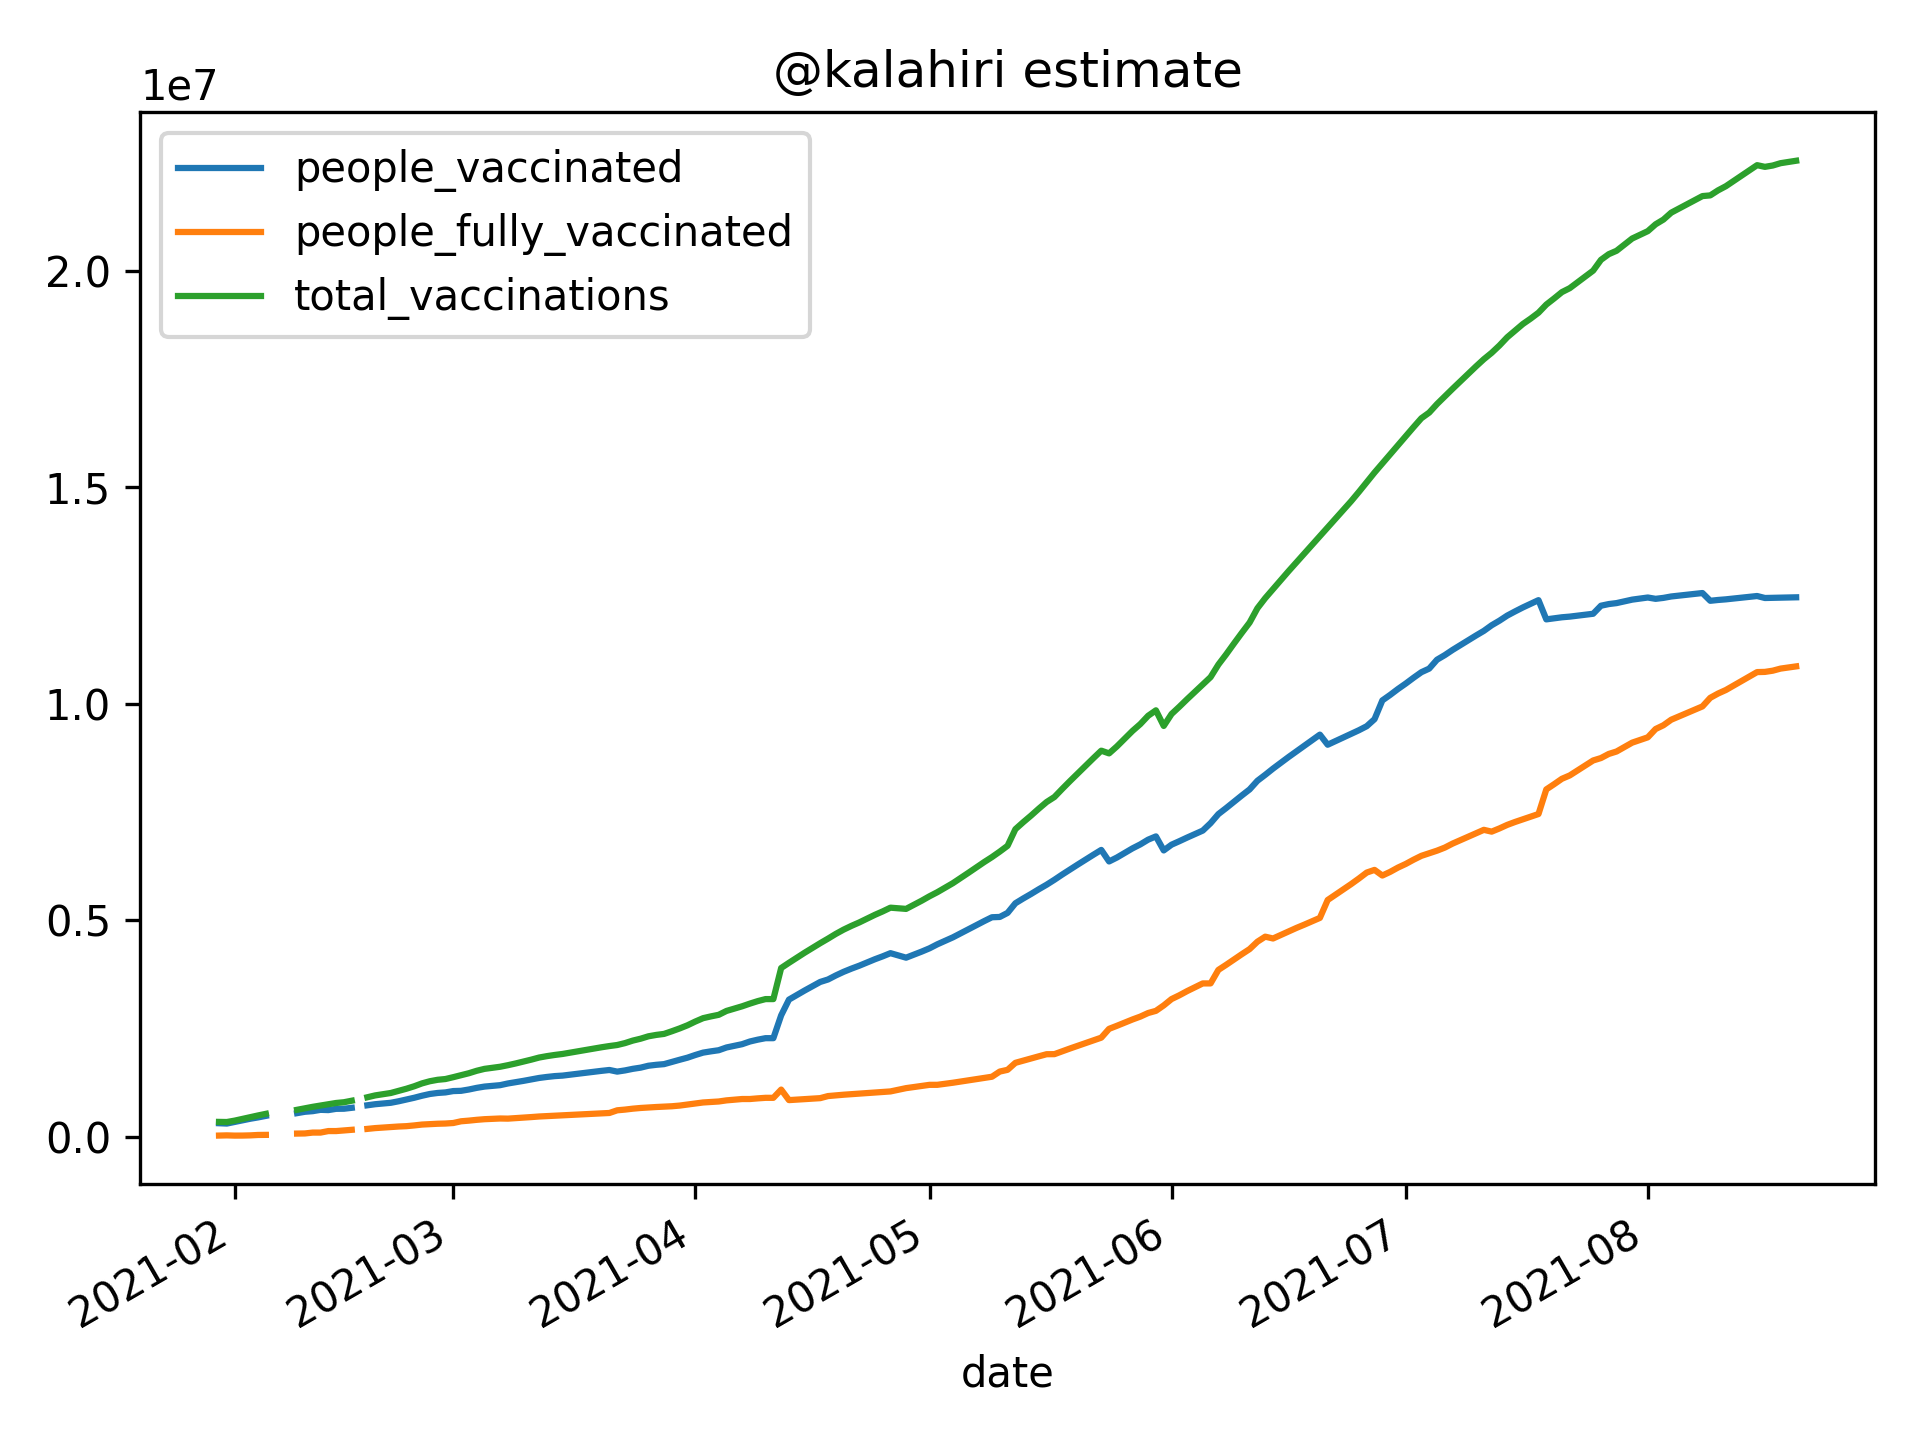 @kalahiri estimate
1e7
people_vaccinated
people_fully_vaccinated
total_vaccinations
2.0
1.5
1.0
0.5
0.0
2021-02
2021-03
2021-04
2021-05
2021-06
2021-07
2021-08
date